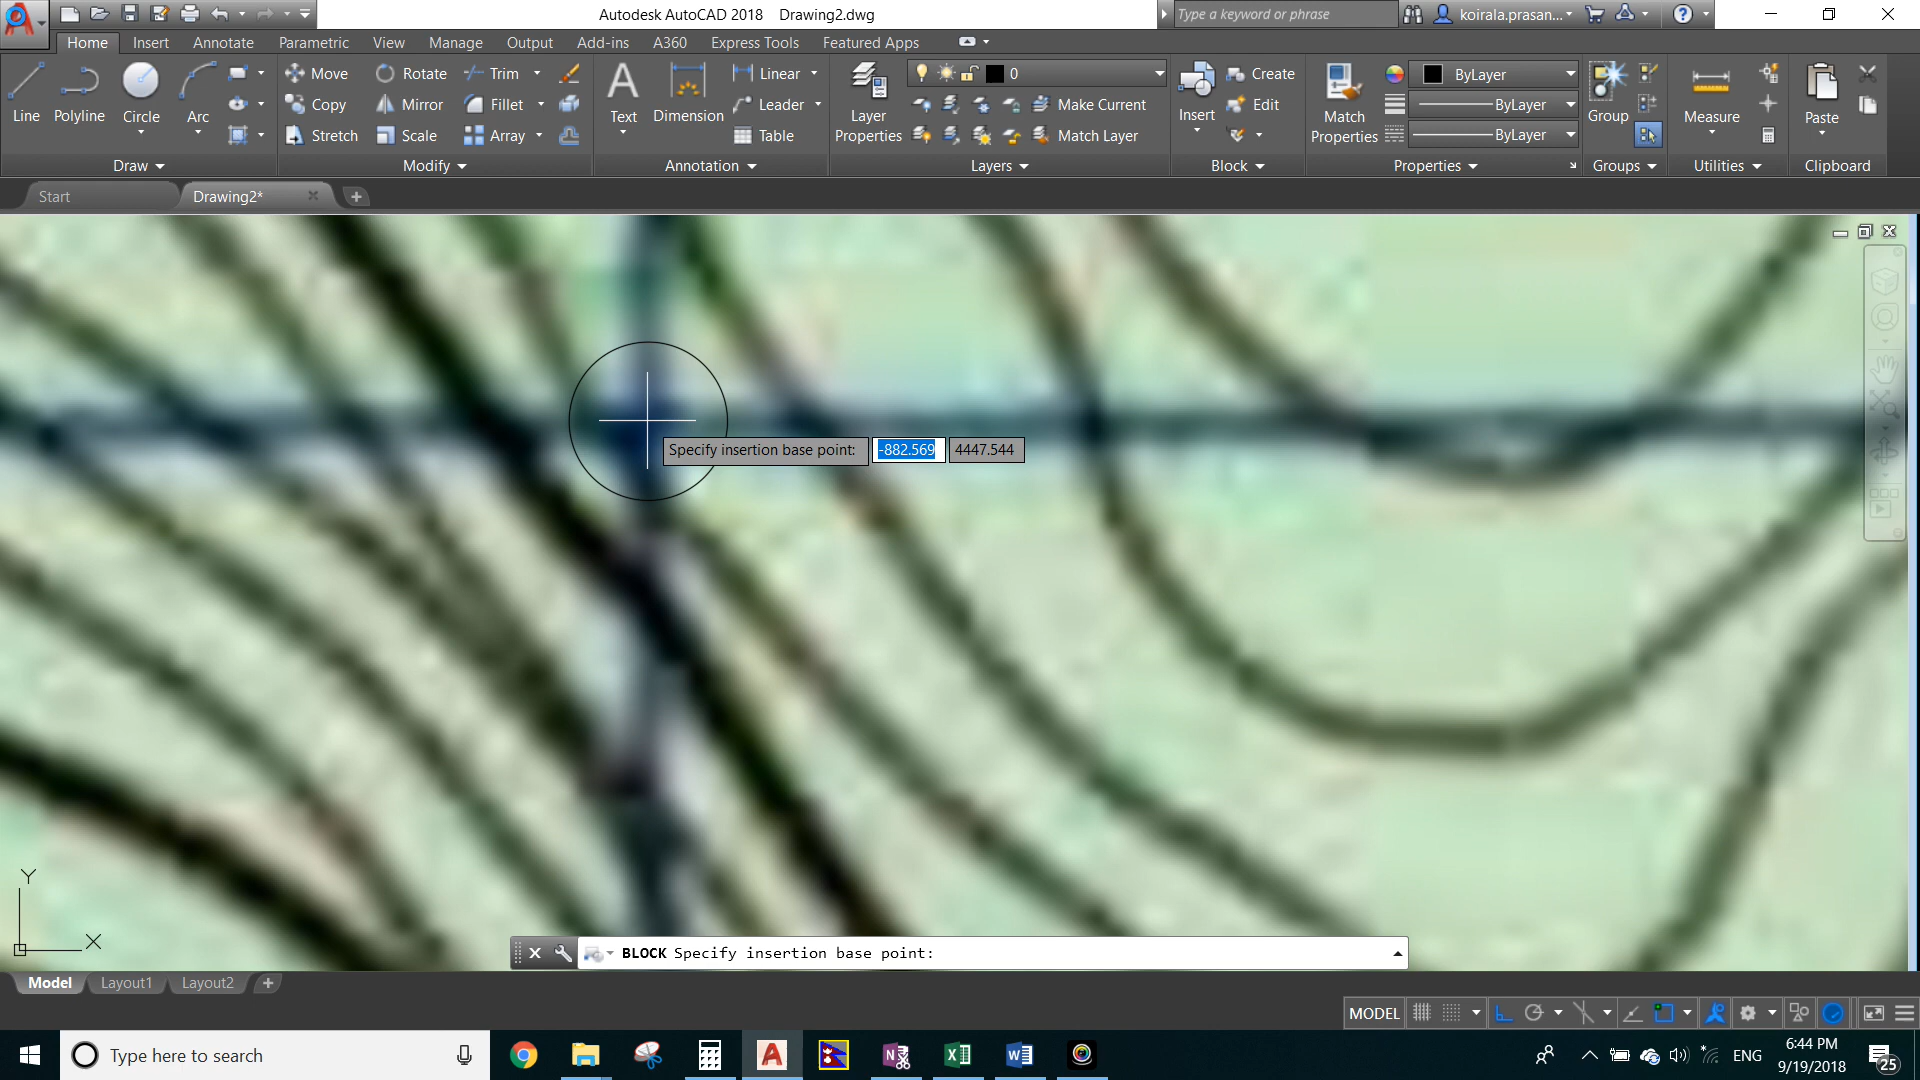 Autodesk AutoCAD 2018 Drawing2.dwg
Type a keyword or phrase
koirala.prasan...
Home Insert Annotate Parametric View Manage Output Add-ins A360 Express Tools Featured Apps
Move Rotate Trim Linear 0 Create ByLayer
Copy Mirror Fillet Leader Make Current Edit ByLayer
Line Polyline Circle Arc Text Dimension Layer Insert Match Group Measure Paste
Stretch Scale Array Table Properties Match Layer Properties ByLayer
Draw Modify Annotation Layers Block Properties Groups Utilities Clipboard
Start Drawing2* +
Specify insertion base point: -882.569 4447.544
Y
X
BLOCK Specify insertion base point:
Model Layout1 Layout2 +
MODEL
Type here to search
ENG
6:44 PM
9/19/2018
25